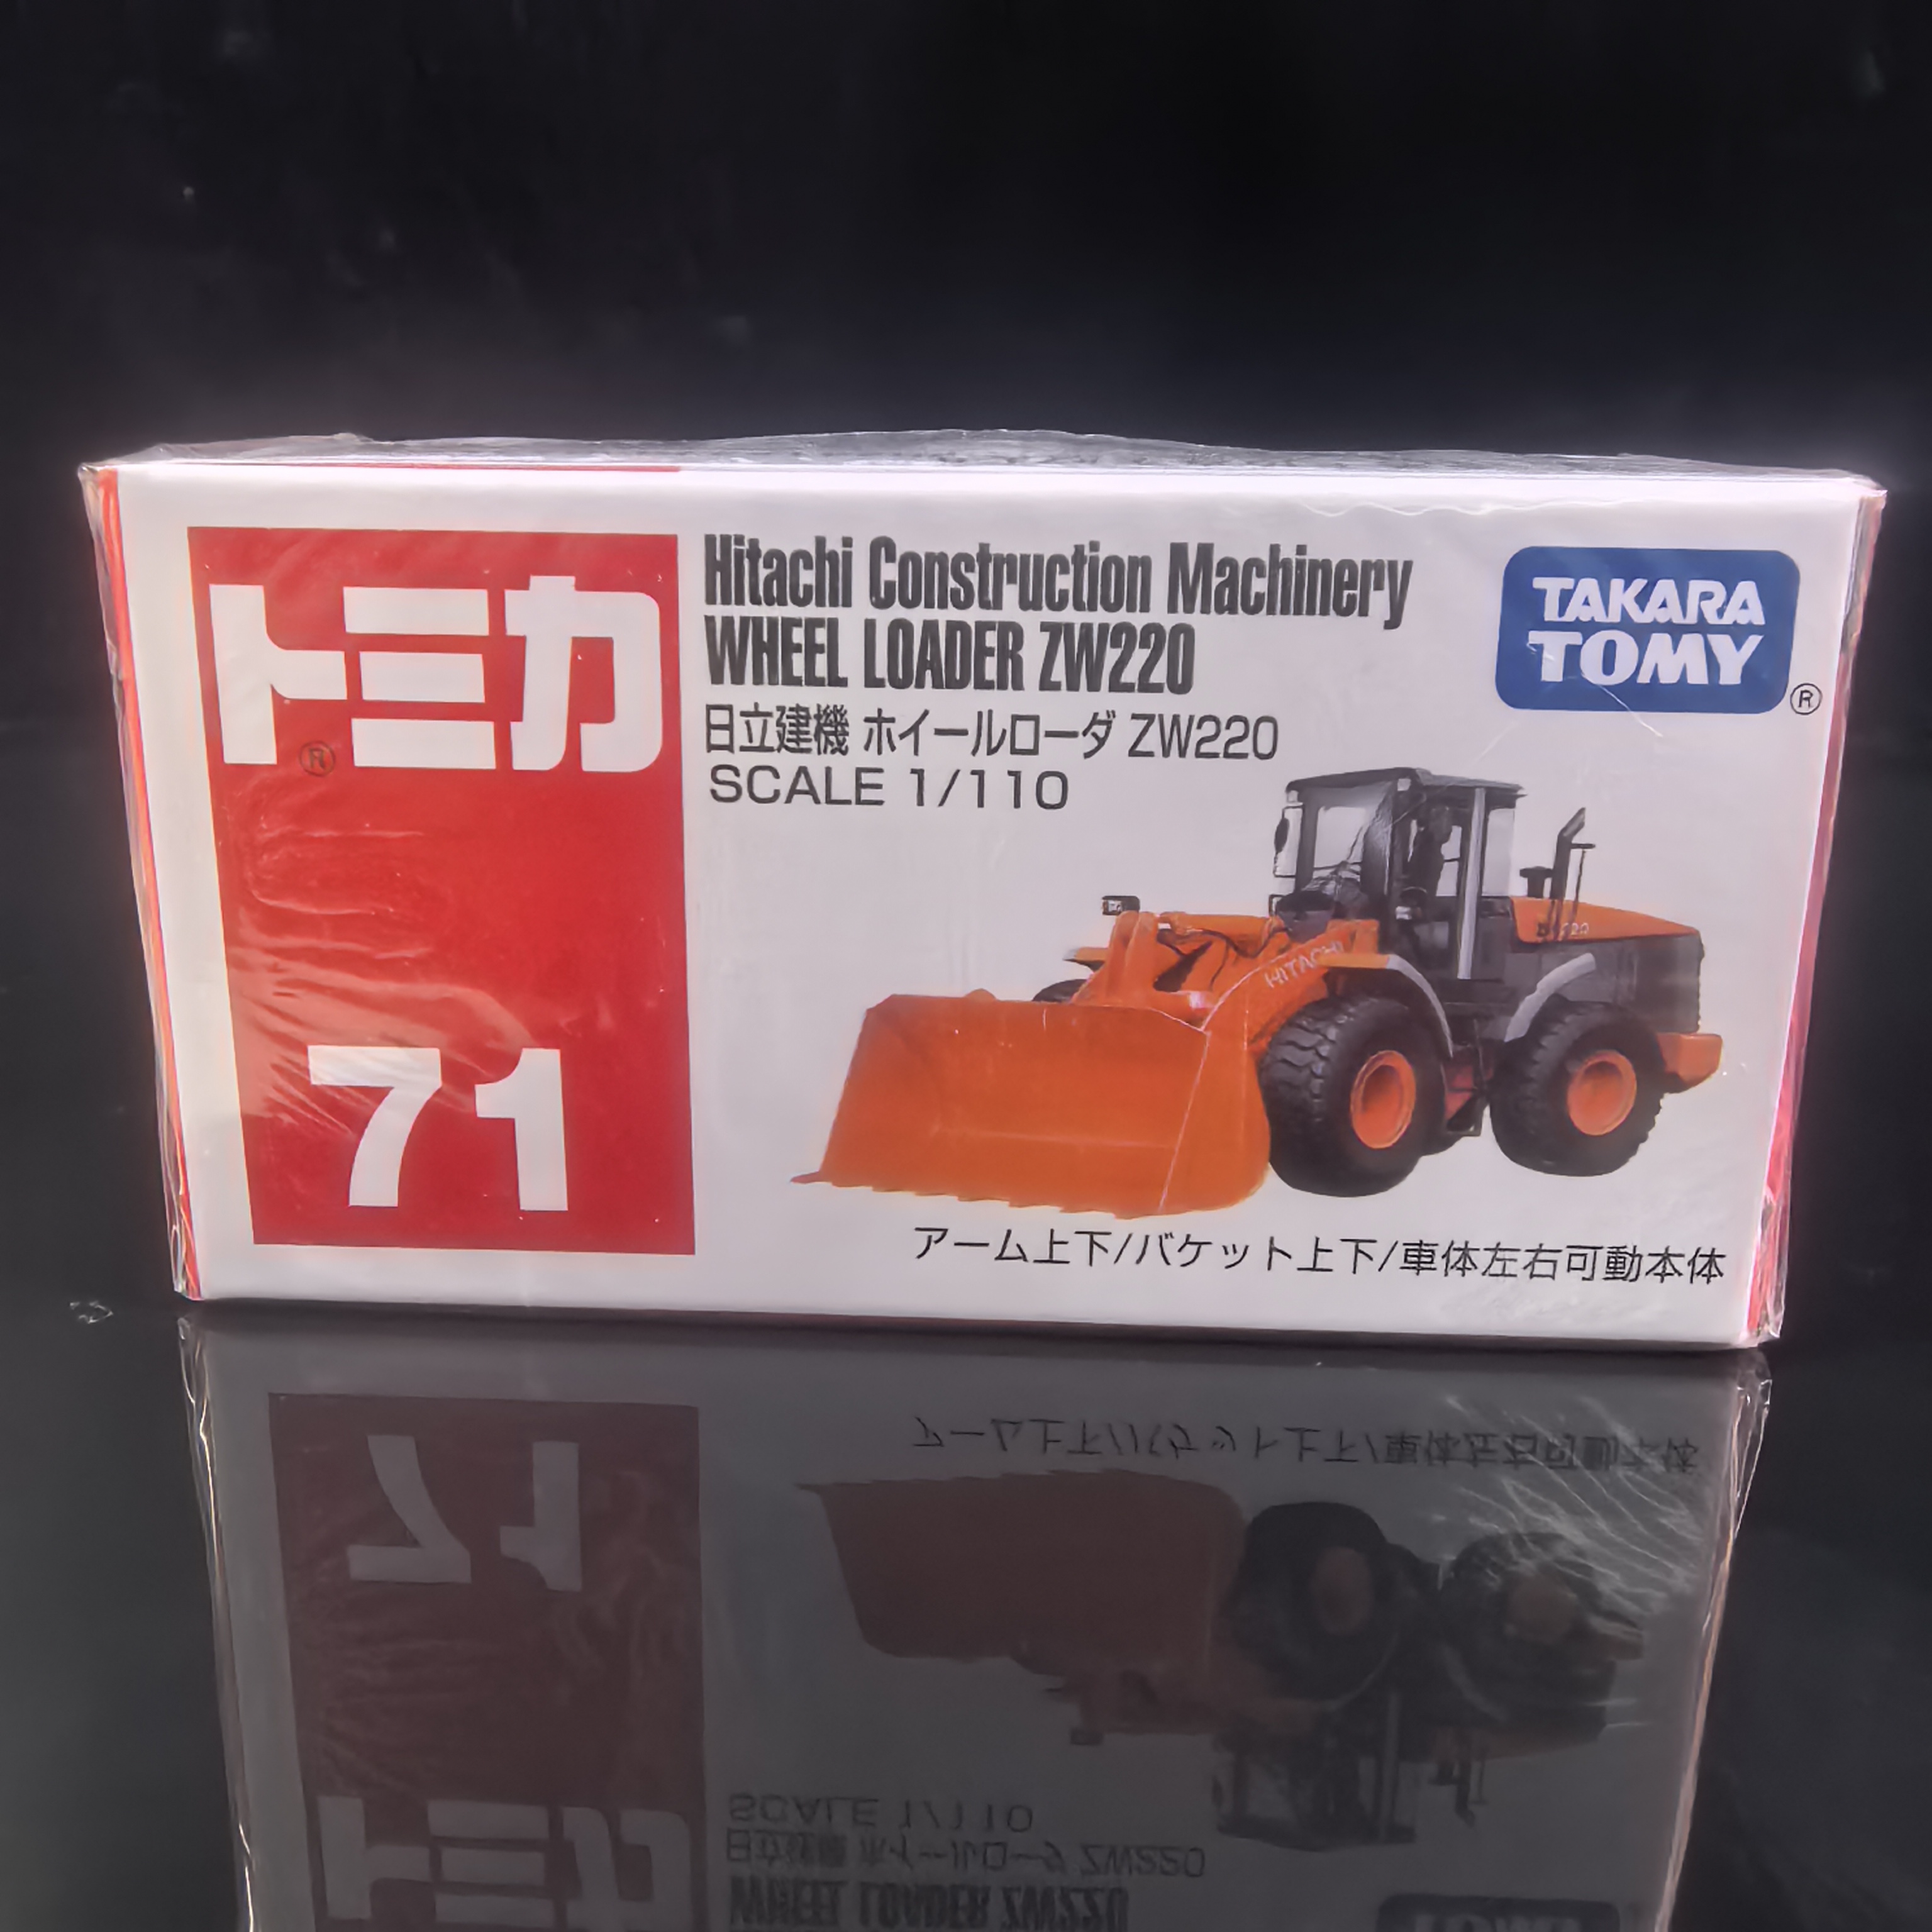 トミカ
®
71
Hitachi Construction Machinery
WHEEL LOADER ZW220
日立建機 ホイールローダ ZW220
SCALE 1/110
TAKARA
TOMY
®
HITACHI
アーム上下/バケット上下/車体左右可動本体